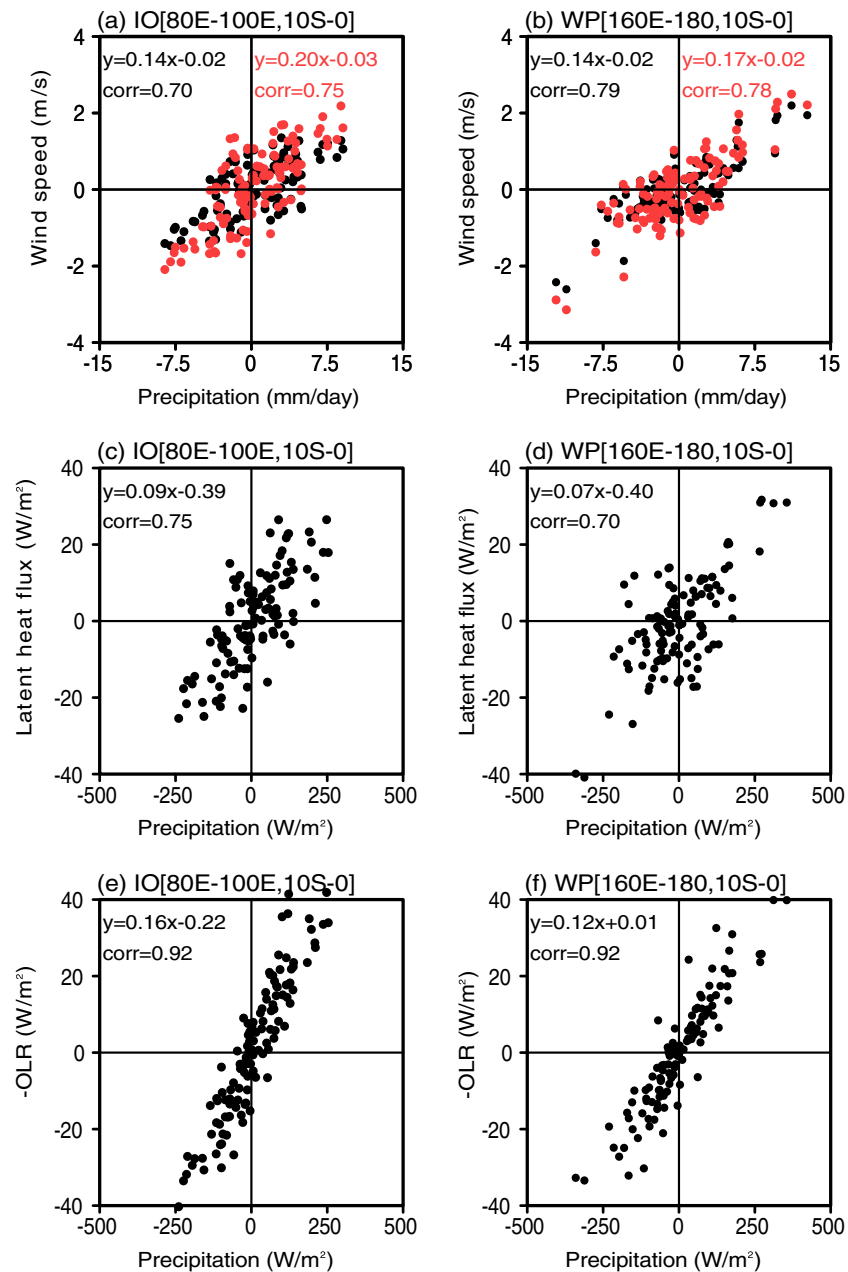 (a) IO[80E-100E,10S-0]
y=0.14x-0.02 y=0.20x-0.03
corr=0.70 corr=0.75
Wind speed (m/s)
4
2
0
-2
-4
-15 -7.5 0 7.5 15
Precipitation (mm/day)
(b) WP[160E-180,10S-0]
y=0.14x-0.02 y=0.17x-0.02
corr=0.79 corr=0.78
Wind speed (m/s)
4
2
0
-2
-4
-15 -7.5 0 7.5 15
Precipitation (mm/day)
(c) IO[80E-100E,10S-0]
y=0.09x-0.39
corr=0.75
Latent heat flux (W/m²)
40
20
0
-20
-40
-500 -250 0 250 500
Precipitation (W/m²)
(d) WP[160E-180,10S-0]
y=0.07x-0.40
corr=0.70
Latent heat flux (W/m²)
40
20
0
-20
-40
-500 -250 0 250 500
Precipitation (W/m²)
(e) IO[80E-100E,10S-0]
y=0.16x-0.22
corr=0.92
-OLR (W/m²)
40
20
0
-20
-40
-500 -250 0 250 500
Precipitation (W/m²)
(f) WP[160E-180,10S-0]
y=0.12x+0.01
corr=0.92
-OLR (W/m²)
40
20
0
-20
-40
-500 -250 0 250 500
Precipitation (W/m²)